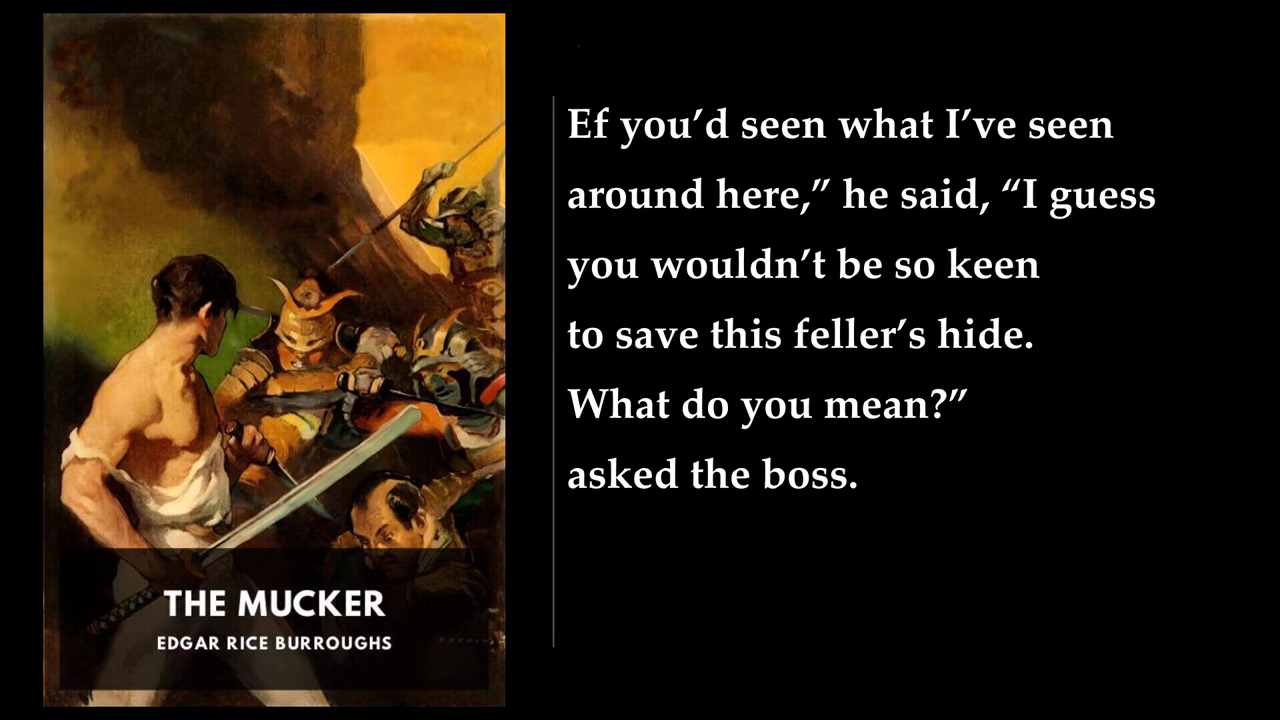 Ef you’d seen what I’ve seen
around here,” he said, “I guess
you wouldn’t be so keen
to save this feller’s hide.
What do you mean?”
asked the boss.
THE MUCKER
EDGAR RICE BURROUGHS